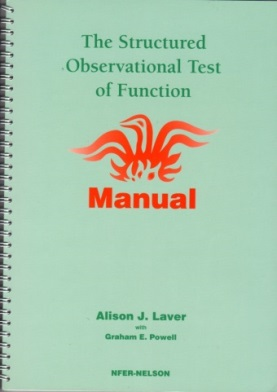 The Structured
Observational Test
of Function
Manual
Alison J. Laver
with
Graham E. Powell
NFER-NELSON